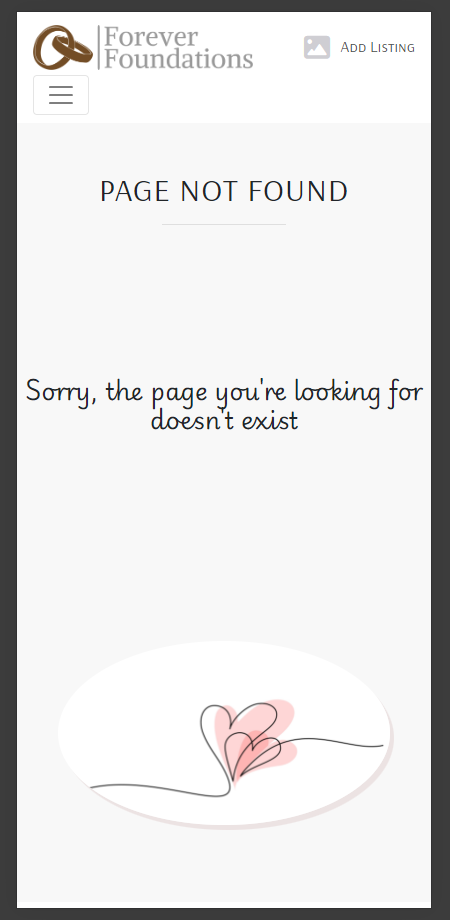 Forever
Foundations
Add Listing
PAGE NOT FOUND
Sorry, the page you're looking for
doesn't exist